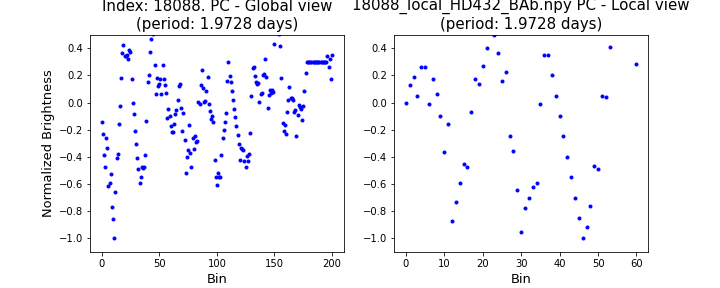 Index: 18088. PC - Global view
(period: 1.9728 days)
18088_local_HD432_BAb.npy PC - Local view
(period: 1.9728 days)
Normalized Brightness
0.4
0.2
0.0
−0.2
−0.4
−0.6
−0.8
−1.0
0 50 100 150 200
Bin
0.4
0.2
0.0
−0.2
−0.4
−0.6
−0.8
−1.0
0 20 40 60
Bin